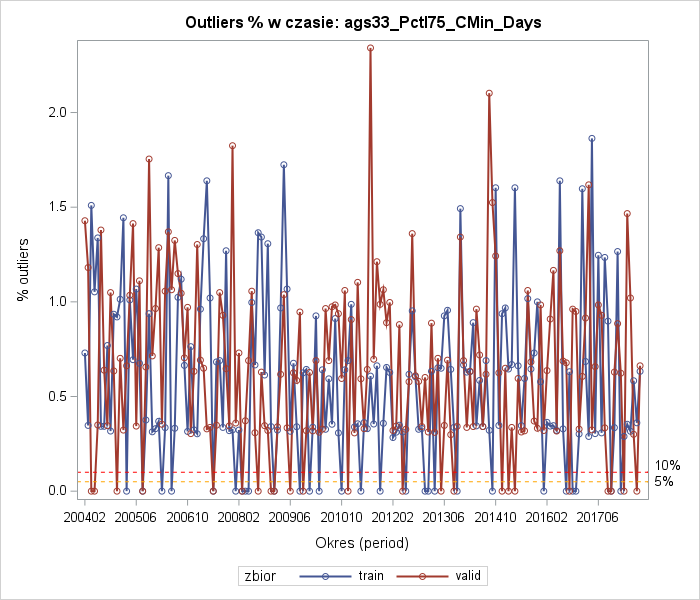 Outliers % w czasie: ags33_Pctl75_CMin_Days
% outliers
2.0
1.5
1.0
0.5
0.0
10%
5%
200402 200506 200610 200802 200906 201010 201202 201306 201410 201602 201706
Okres (period)
zbior train valid